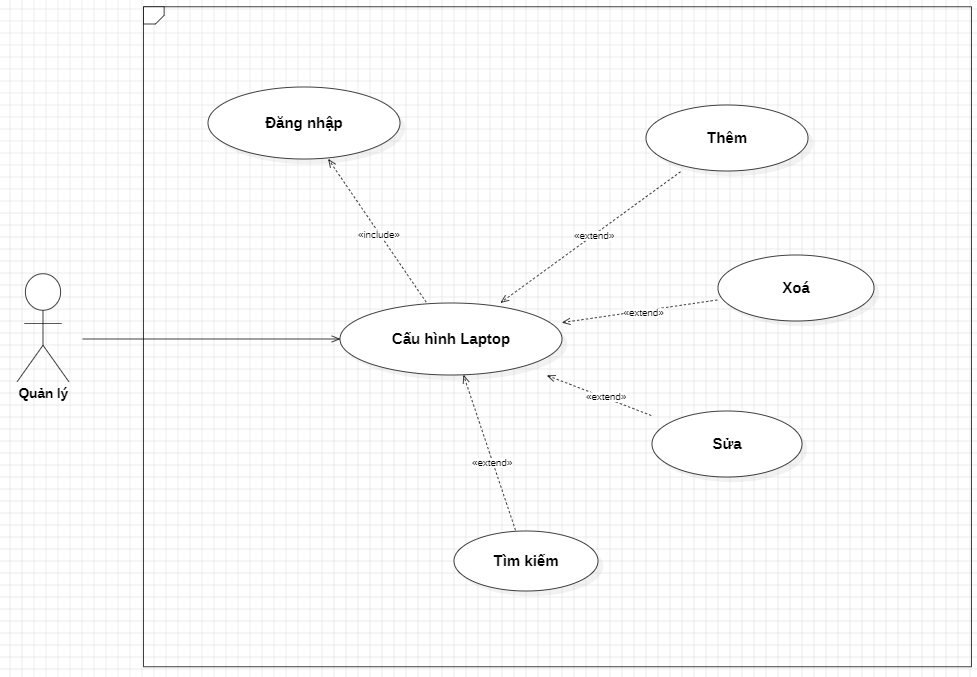 Đăng nhập
Thêm
«include»
«extend»
Xoá
«extend»
Cấu hình Laptop
Quản lý
«extend»
Sửa
«extend»
Tìm kiếm